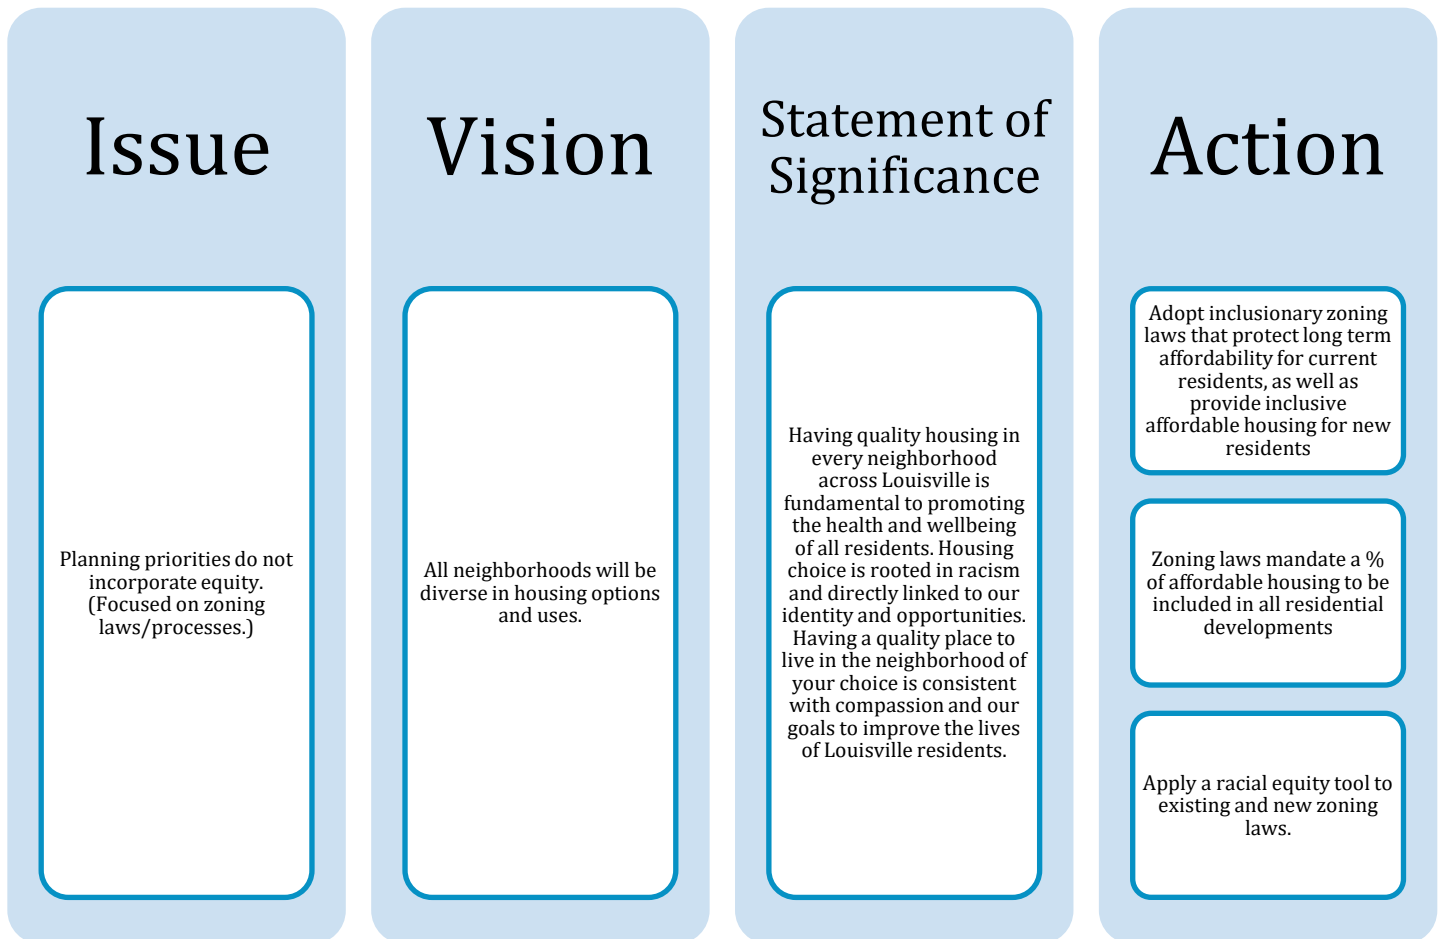 Issue
Planning priorities do not
incorporate equity.
(Focused on zoning
laws/processes.)
Vision
All neighborhoods will be
diverse in housing options
and uses.
Statement of
Significance
Having quality housing in
every neighborhood
across Louisville is
fundamental to promoting
the health and wellbeing
of all residents. Housing
choice is rooted in racism
and directly linked to our
identity and opportunities.
Having a quality place to
live in the neighborhood of
your choice is consistent
with compassion and our
goals to improve the lives
of Louisville residents.
Action
Adopt inclusionary zoning
laws that protect long term
affordability for current
residents, as well as
provide inclusive
affordable housing for new
residents
Zoning laws mandate a %
of affordable housing to be
included in all residential
developments
Apply a racial equity tool to
existing and new zoning
laws.